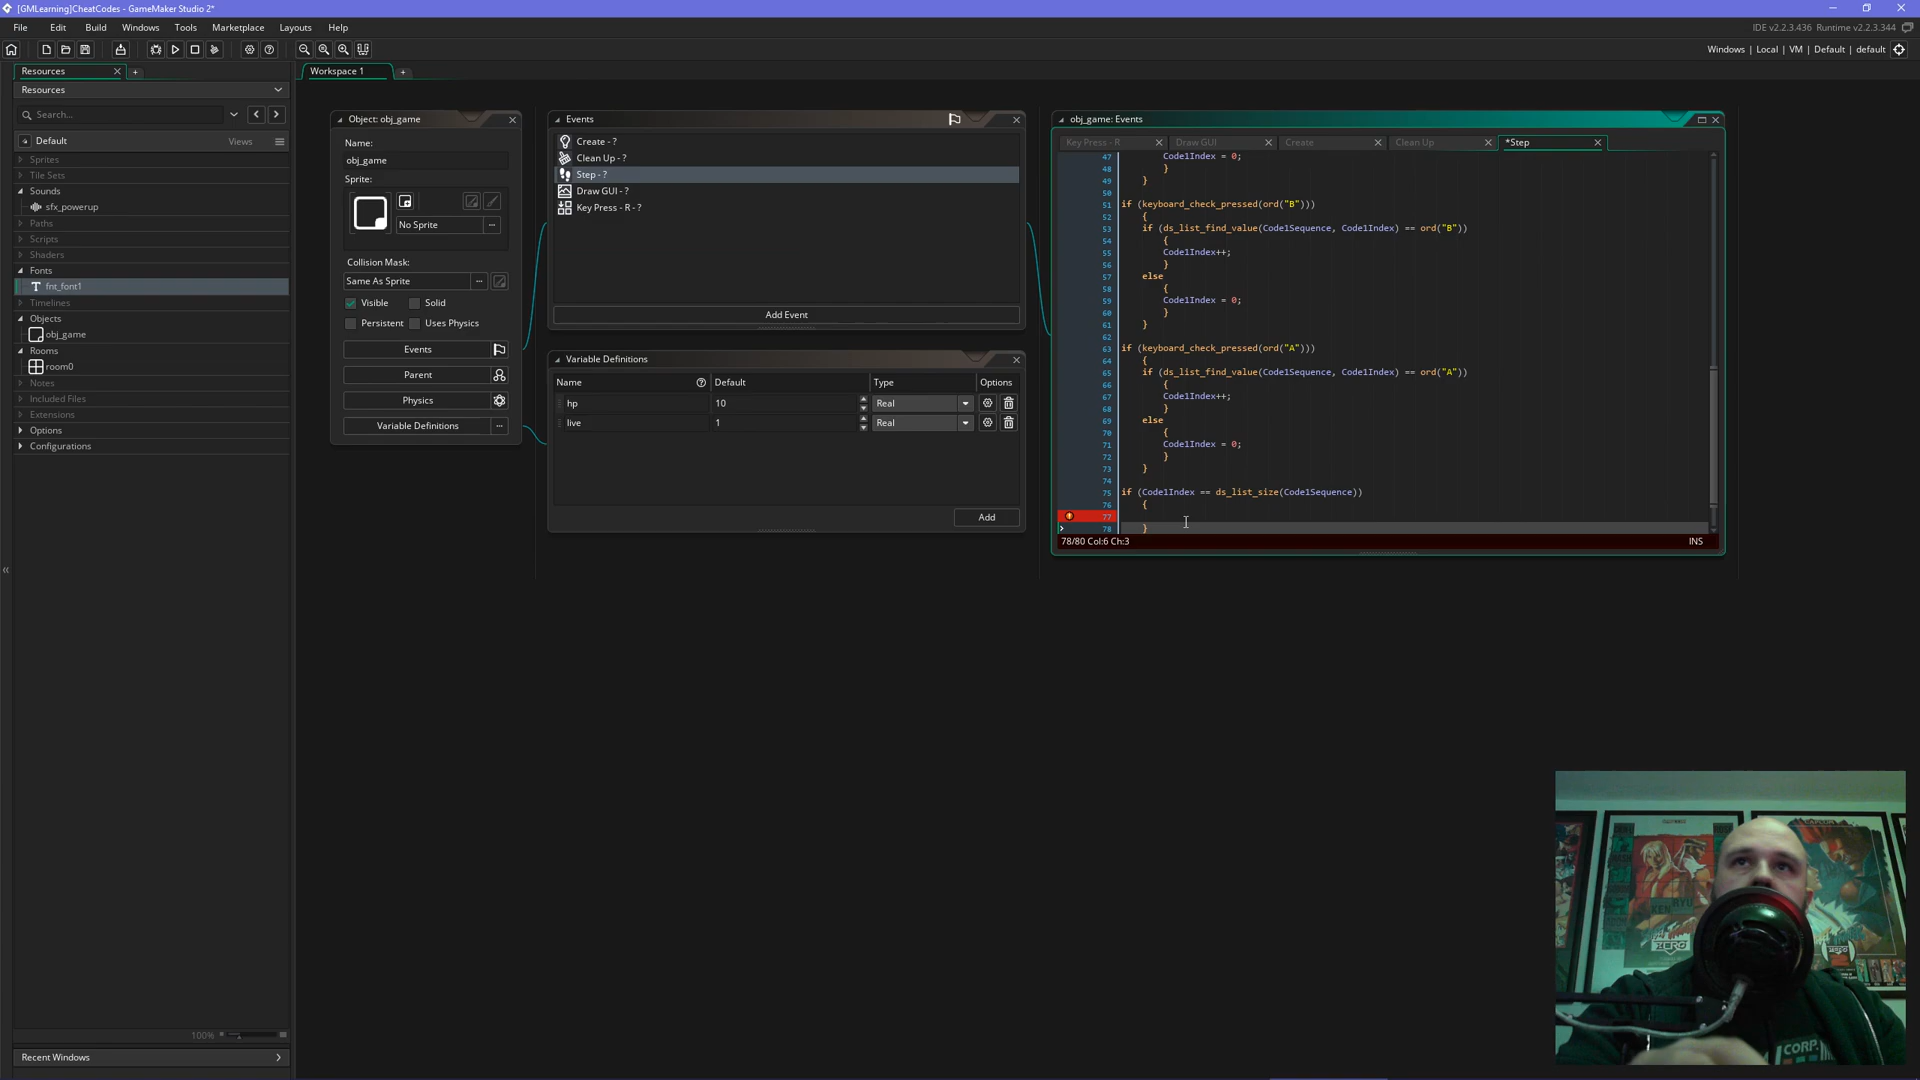 [GMLearning]CheatCodes - GameMaker Studio 2*
File Edit Build Windows Tools Marketplace Layouts Help
IDE v2.2.3.436 Runtime v2.2.3.344
Windows | Local | VM | Default | default
Resources
Workspace 1
Resources
Search...
Default Views
Sprites
Tile Sets
Sounds
sfx_powerup
Paths
Scripts
Shaders
Fonts
fnt_font1
Timelines
Objects
obj_game
Rooms
room0
Notes
Included Files
Extensions
Options
Configurations
100%
Recent Windows
Object: obj_game
Name:
obj_game
Sprite:
No Sprite
Collision Mask:
Same As Sprite
Visible Solid
Persistent Uses Physics
Events
Parent
Physics
Variable Definitions
Events
Create - ?
Clean Up - ?
Step - ?
Draw GUI - ?
Key Press - R - ?
Add Event
Variable Definitions
Name Default Type Options
hp 10 Real
live 1 Real
Add
obj_game: Events
Key Press - R Draw GUI Create Clean Up *Step
47 Code1Index = 0;
48 }
49 }
50
51 if (keyboard_check_pressed(ord("B")))
52 {
53 if (ds_list_find_value(Code1Sequence, Code1Index) == ord("B"))
54 {
55 Code1Index++;
56 }
57 else
58 {
59 Code1Index = 0;
60 }
61 }
62
63 if (keyboard_check_pressed(ord("A")))
64 {
65 if (ds_list_find_value(Code1Sequence, Code1Index) == ord("A"))
66 {
67 Code1Index++;
68 }
69 else
70 {
71 Code1Index = 0;
72 }
73 }
74
75 if (Code1Index == ds_list_size(Code1Sequence))
76 {
77
78 }
78/80 Col:6 Ch:3 INS
CAPCOM
KEN RYU
ZERO
CORP.